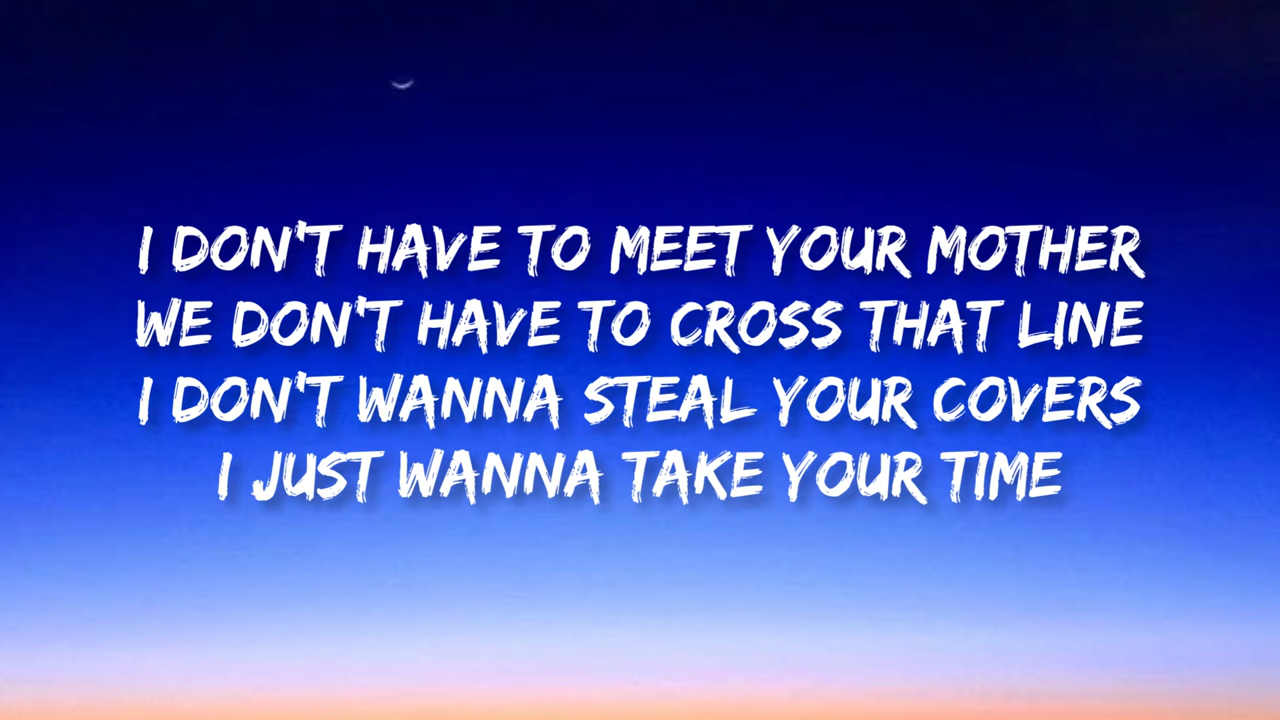 I DON'T HAVE TO MEET YOUR MOTHER
WE DON'T HAVE TO CROSS THAT LINE
I DON'T WANNA STEAL YOUR COVERS
I JUST WANNA TAKE YOUR TIME